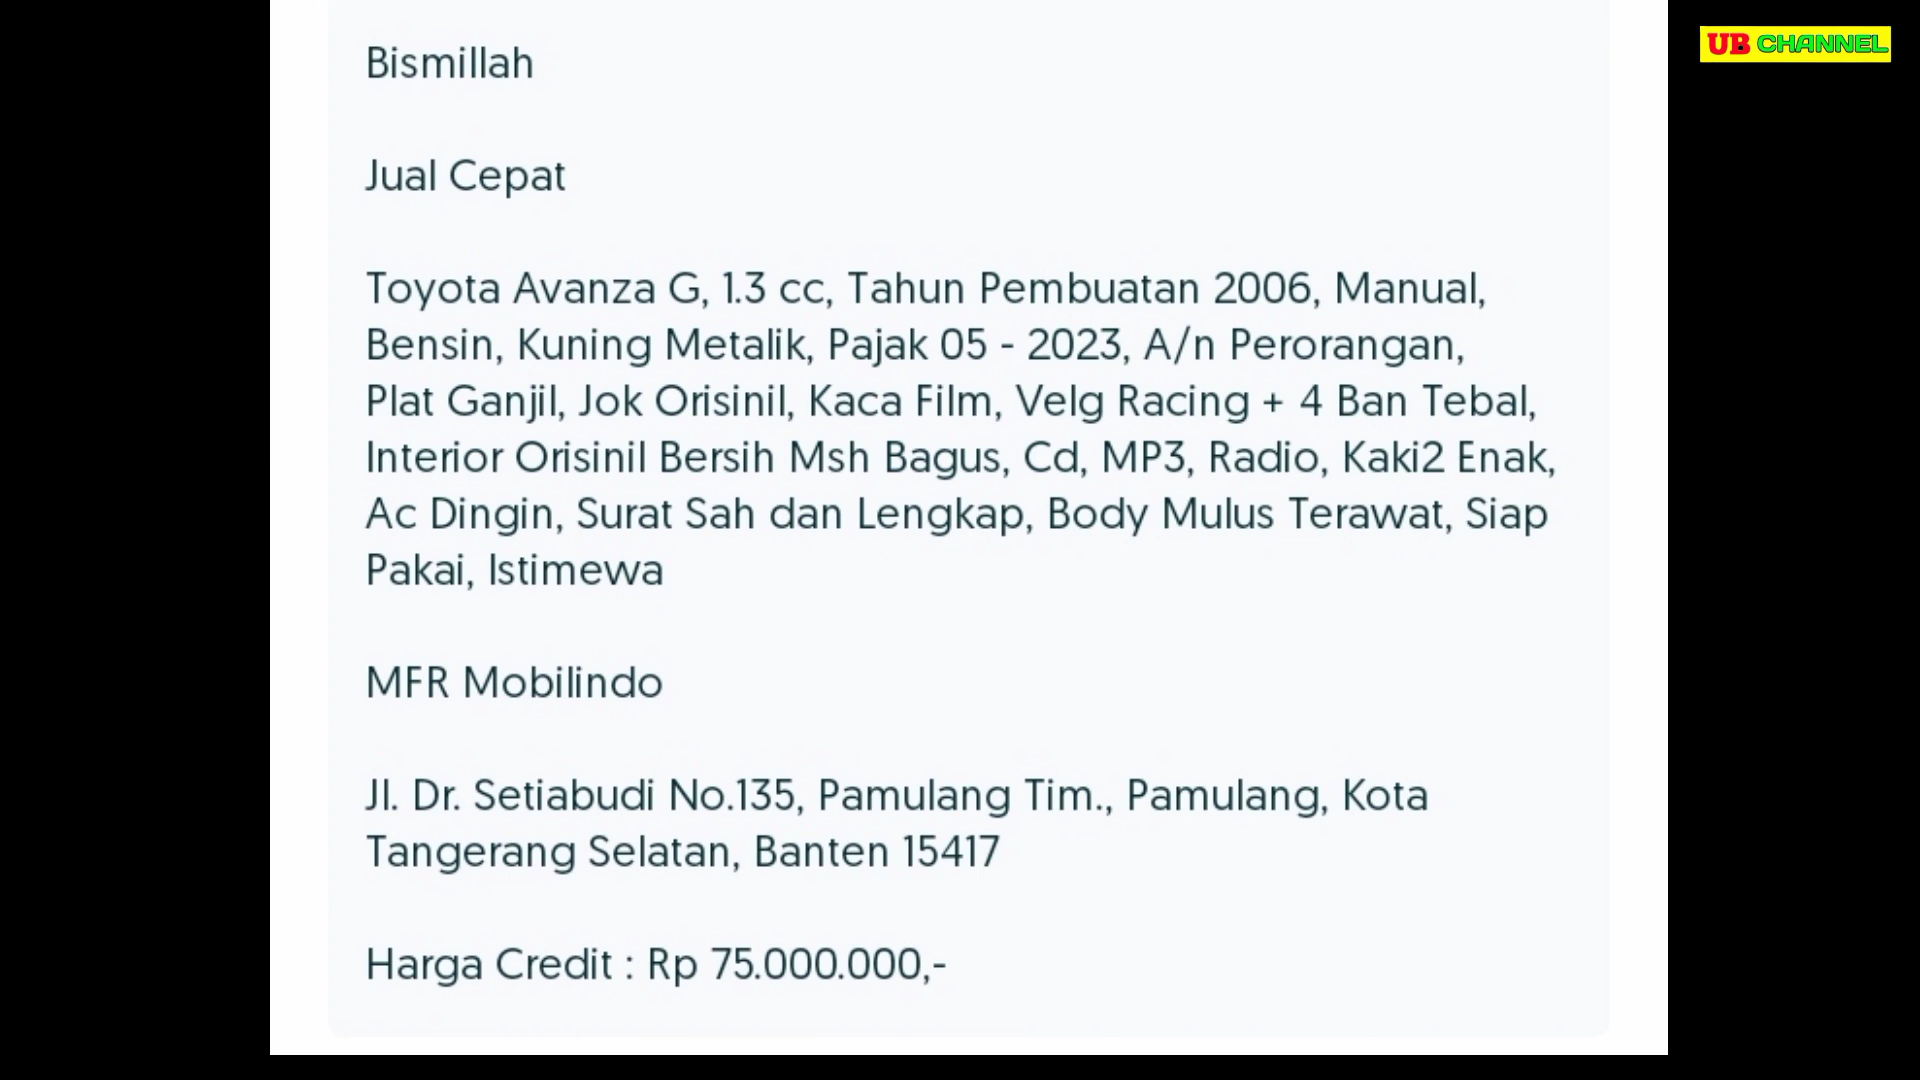 UB CHANNEL
Bismillah
Jual Cepat
Toyota Avanza G, 1.3 cc, Tahun Pembuatan 2006, Manual,
Bensin, Kuning Metalik, Pajak 05 - 2023, A/n Perorangan,
Plat Ganjil, Jok Orisinil, Kaca Film, Velg Racing + 4 Ban Tebal,
Interior Orisinil Bersih Msh Bagus, Cd, MP3, Radio, Kaki2 Enak,
Ac Dingin, Surat Sah dan Lengkap, Body Mulus Terawat, Siap
Pakai, Istimewa
MFR Mobilindo
Jl. Dr. Setiabudi No.135, Pamulang Tim., Pamulang, Kota
Tangerang Selatan, Banten 15417
Harga Credit : Rp 75.000.000,-